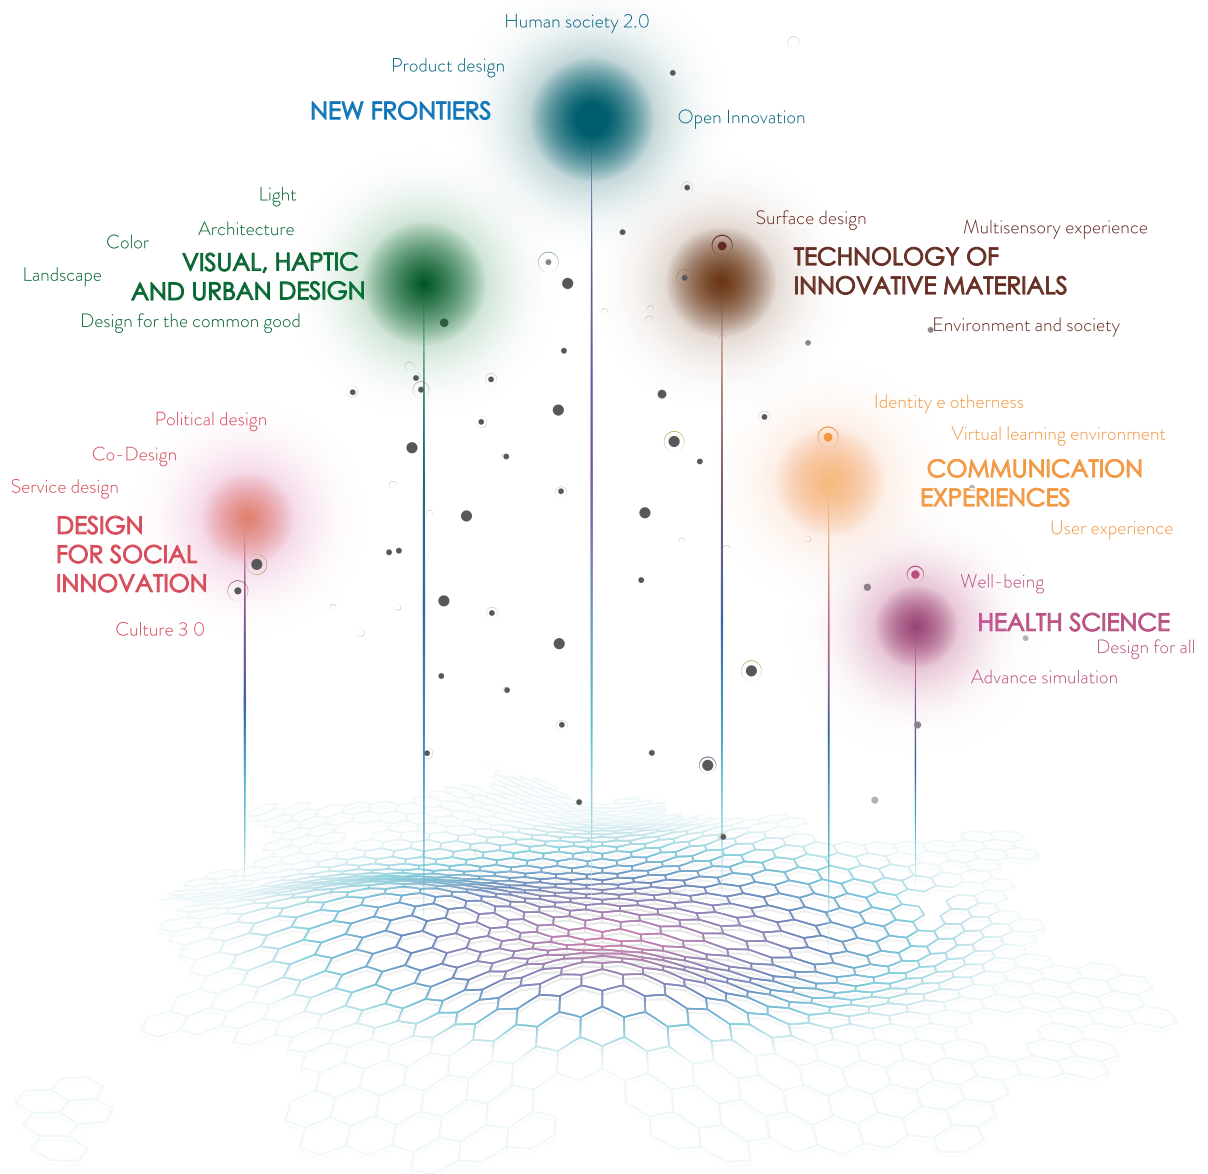 Human society 2.0
Product design
NEW FRONTIERS
Open Innovation
Light
Architecture
Color
VISUAL, HAPTIC
Landscape
AND URBAN DESIGN
Design for the common good
Surface design
Multisensory experience
TECHNOLOGY OF
INNOVATIVE MATERIALS
Environment and society
Political design
Co-Design
Service design
DESIGN
FOR SOCIAL
INNOVATION
Culture 3 0
Identity e otherness
Virtual learning environment
COMMUNICATION
EXPERIENCES
User experience
Well-being
HEALTH SCIENCE
Design for all
Advance simulation